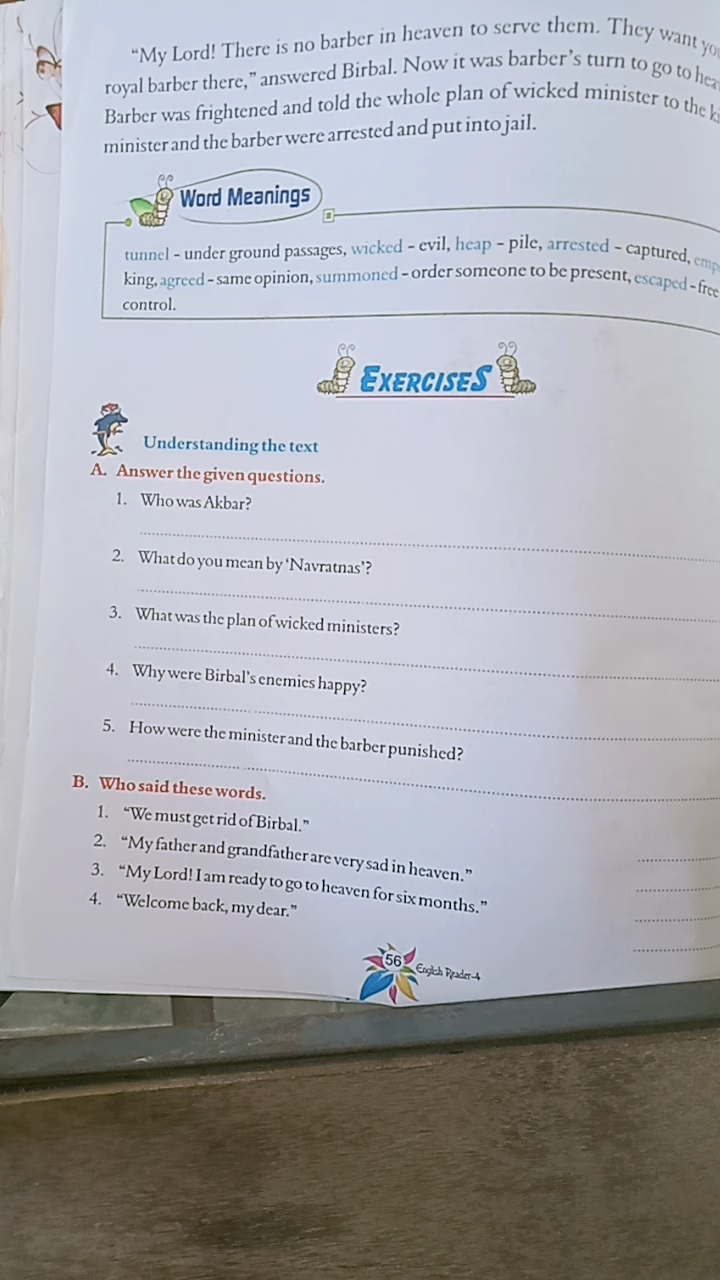 “My Lord! There is no barber in heaven to serve them. They want
royal barber there,” answered Birbal. Now it was barber’s turn to go to
Barber was frightened and told the whole plan of wicked minister to the
minister and the barber were arrested and put into jail.
Word Meanings
tunnel – under ground passages, wicked – evil, heap – pile, arrested – captured,
king, agreed – same opinion, summoned – order someone to be present, escaped – free
control.
EXERCISES
Understanding the text
A. Answer the given questions.
1. Who was Akbar?
2. What do you mean by ‘Navratnas’?
3. What was the plan of wicked ministers?
4. Why were Birbal’s enemies happy?
5. How were the minister and the barber punished?
B. Who said these words.
1. “We must get rid of Birbal.”
2. “My father and grandfather are very sad in heaven.”
3. “My Lord! I am ready to go to heaven for six months.”
4. “Welcome back, my dear.”
56 English Reader-4